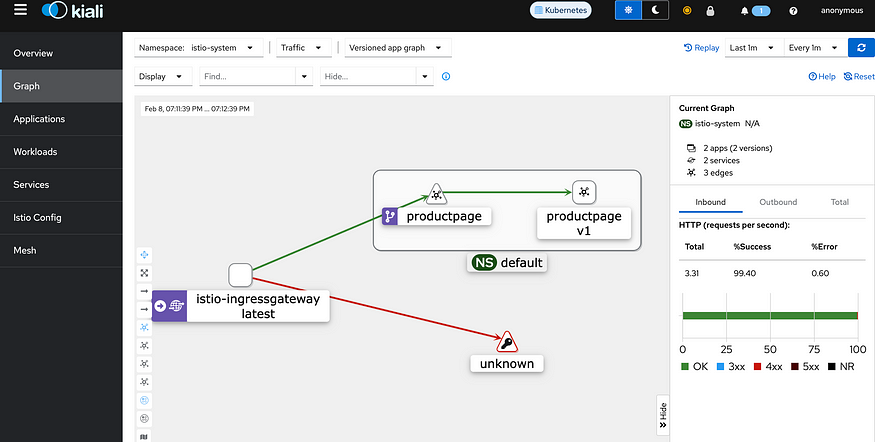 kiali
Kubernetes
1
anonymous
Overview
Graph
Applications
Workloads
Services
Istio Config
Mesh
Namespace: istio-system
Traffic
Versioned app graph
Replay
Last 1m
Every 1m
Display
Find...
Hide...
Help
Reset
Feb 8, 07:11:39 PM ... 07:12:39 PM
productpage
productpage
v1
NS default
istio-ingressgateway
latest
unknown
Hide
Current Graph
NS istio-system N/A
2 apps (2 versions)
2 services
3 edges
Inbound
Outbound
Total
HTTP (requests per second):
Total %Success %Error
3.31 99.40 0.60
0 25 50 75 100
OK 3xx 4xx 5xx NR